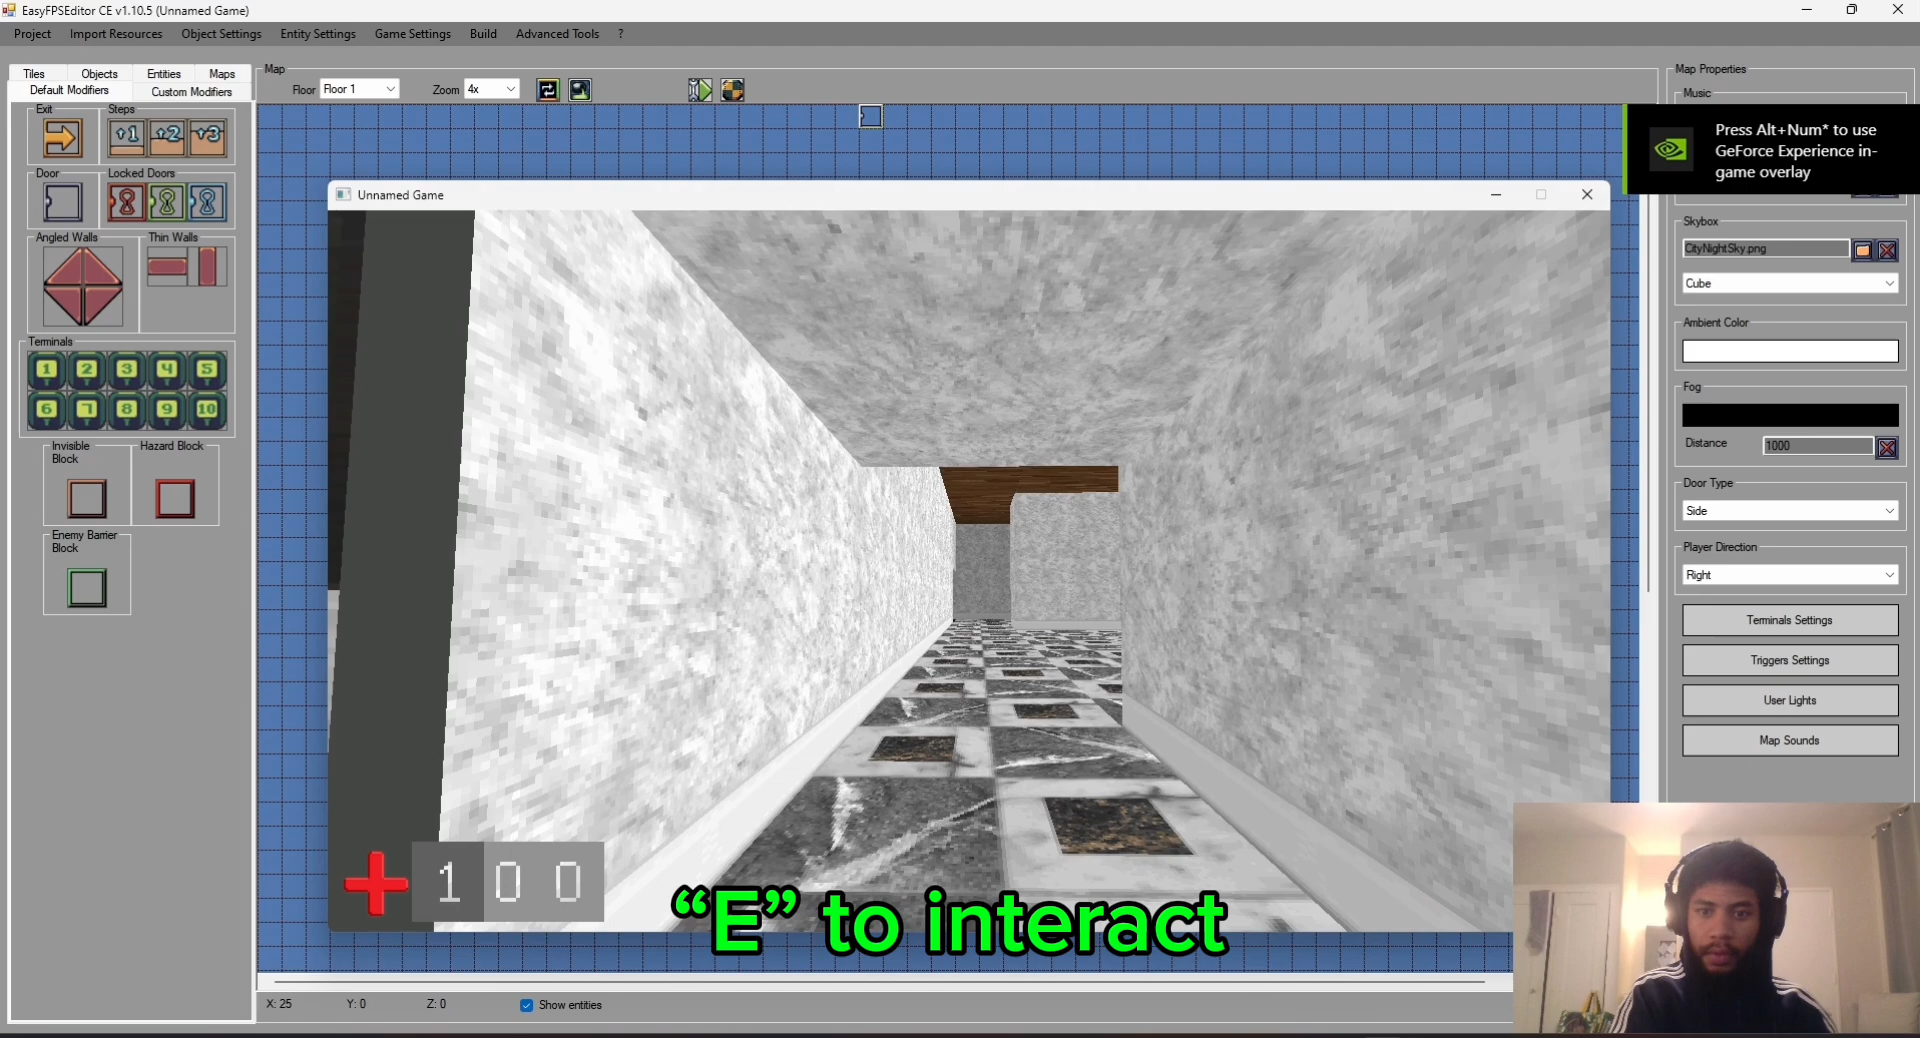 EasyFPSEditor CE v1.10.5 (Unnamed Game)
Project Import Resources Object Settings Entity Settings Game Settings Build Advanced Tools ?
Tiles Objects Entities Maps
Default Modifiers Custom Modifiers
Exit Steps
↑1 ↑2 ↑3
Door Locked Doors
Angled Walls Thin Walls
Terminals
1 2 3 4 5
6 7 8 9 10
Invisible Block Hazard Block
Enemy Barrier Block
Map
Floor Floor 1 Zoom 4x
Unnamed Game
100
“E” to interact
X: 25 Y: 0 Z: 0 Show entities
Map Properties
Music
Press Alt+Num* to use
GeForce Experience in-
game overlay
Skybox
CityNightSky.png
Cube
Ambient Color
Fog
Distance 1000
Door Type
Side
Player Direction
Right
Terminals Settings
Triggers Settings
User Lights
Map Sounds